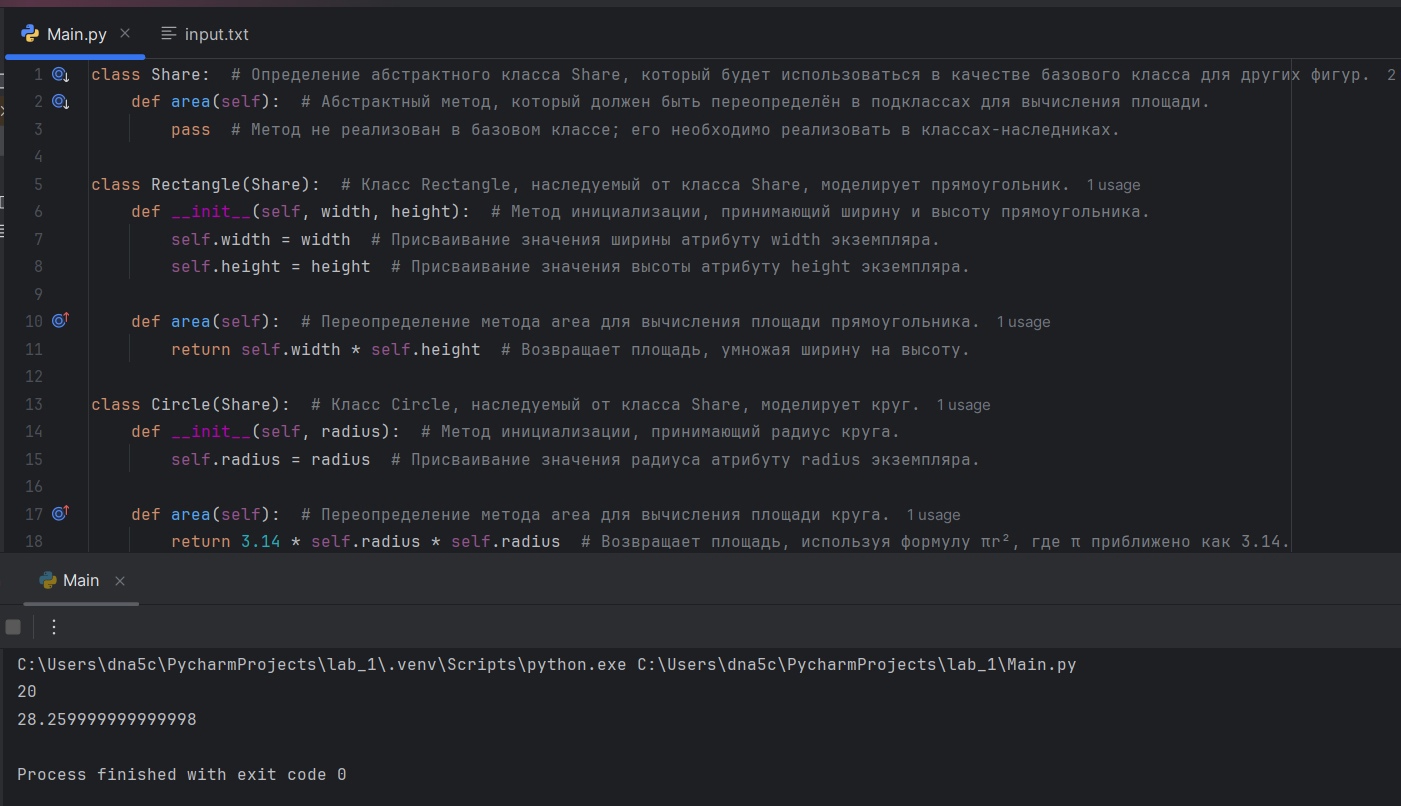 Main.py
input.txt
1 class Share:  # Определение абстрактного класса Share, который будет использоваться в качестве базового класса для других фигур.  2
2     def area(self):  # Абстрактный метод, который должен быть переопределён в подклассах для вычисления площади.
3         pass  # Метод не реализован в базовом классе; его необходимо реализовать в классах-наследниках.
4
5 class Rectangle(Share):  # Класс Rectangle, наследуемый от класса Share, моделирует прямоугольник.  1 usage
6     def __init__(self, width, height):  # Метод инициализации, принимающий ширину и высоту прямоугольника.
7         self.width = width  # Присваивание значения ширины атрибуту width экземпляра.
8         self.height = height  # Присваивание значения высоты атрибуту height экземпляра.
9
10     def area(self):  # Переопределение метода area для вычисления площади прямоугольника.  1 usage
11         return self.width * self.height  # Возвращает площадь, умножая ширину на высоту.
12
13 class Circle(Share):  # Класс Circle, наследуемый от класса Share, моделирует круг.  1 usage
14     def __init__(self, radius):  # Метод инициализации, принимающий радиус круга.
15         self.radius = radius  # Присваивание значения радиуса атрибуту radius экземпляра.
16
17     def area(self):  # Переопределение метода area для вычисления площади круга.  1 usage
18         return 3.14 * self.radius * self.radius  # Возвращает площадь, используя формулу πr², где π приближено как 3.14.
Main
C:\Users\dna5c\PycharmProjects\lab_1\.venv\Scripts\python.exe C:\Users\dna5c\PycharmProjects\lab_1\Main.py
20
28.259999999999998
Process finished with exit code 0